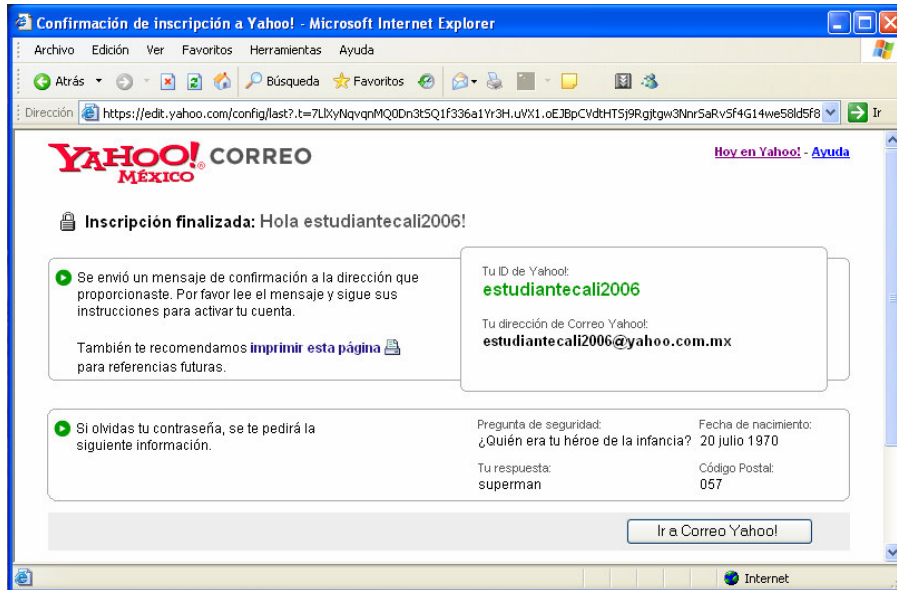 Confirmación de inscripción a Yahoo! - Microsoft Internet Explorer
Archivo Edición Ver Favoritos Herramientas Ayuda
Atrás Búsqueda Favoritos
Dirección https://edit.yahoo.com/config/last?.t=7LlXyNqvqnMQ0Dn3t5Q1f336a1Yr3H.uVX1.oEJBpCVdtHTSj9Rgjtgw3Nnr5aRvSf4G14we58ld5f8 Ir
YAHOO! CORREO
MÉXICO
Hoy en Yahoo! - Ayuda
Inscripción finalizada: Hola estudiantecali2006!
Se envió un mensaje de confirmación a la dirección que
proporcionaste. Por favor lee el mensaje y sigue sus
instrucciones para activar tu cuenta.
También te recomendamos imprimir esta página
para referencias futuras.
Tu ID de Yahoo!:
estudiantecali2006
Tu dirección de Correo Yahoo!:
estudiantecali2006@yahoo.com.mx
Si olvidas tu contraseña, se te pedirá la
siguiente información.
Pregunta de seguridad:
¿Quién era tu héroe de la infancia?
Fecha de nacimiento:
20 julio 1970
Tu respuesta:
superman
Código Postal:
057
Ir a Correo Yahoo!
Internet